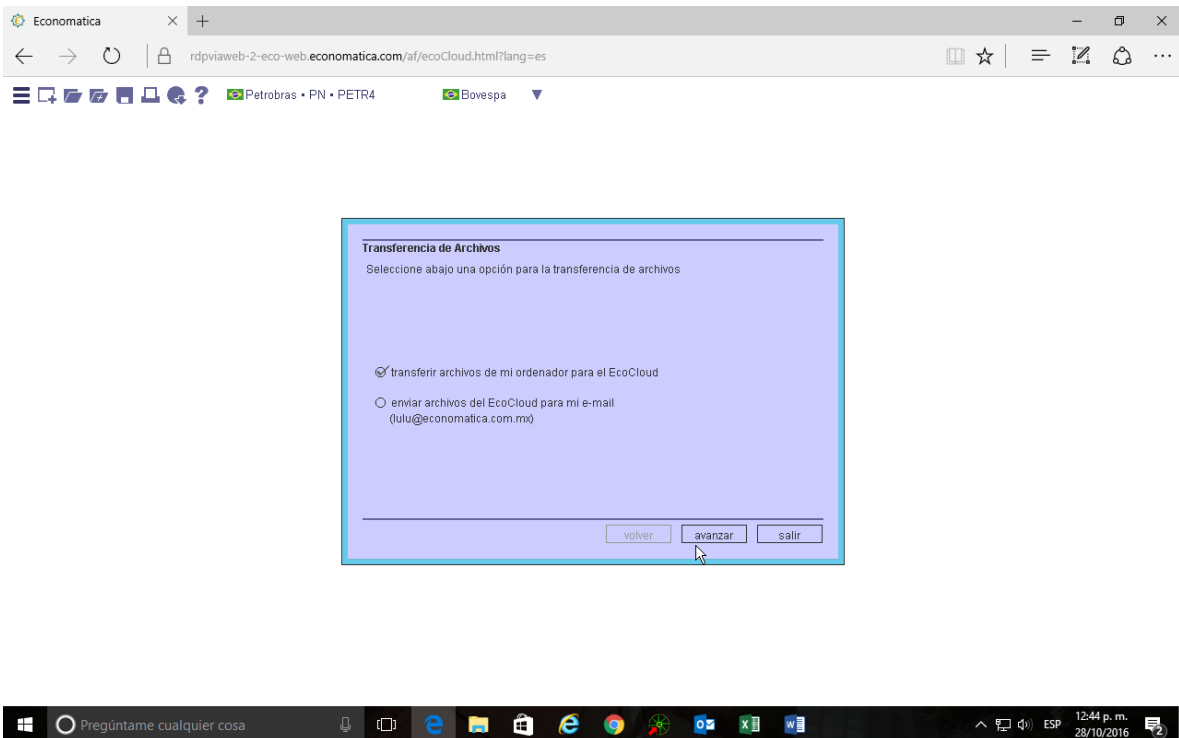 Economatica
rdpviaweb-2-eco-web.economatica.com/af/ecoCloud.html?lang=es
Petrobras • PN • PETR4 Bovespa
Transferencia de Archivos
Seleccione abajo una opción para la transferencia de archivos
transferir archivos de mi ordenador para el EcoCloud
enviar archivos del EcoCloud para mi e-mail
(lulu@economatica.com.mx)
volver avanzar salir
Pregúntame cualquier cosa
ESP
12:44 p. m.
28/10/2016
2